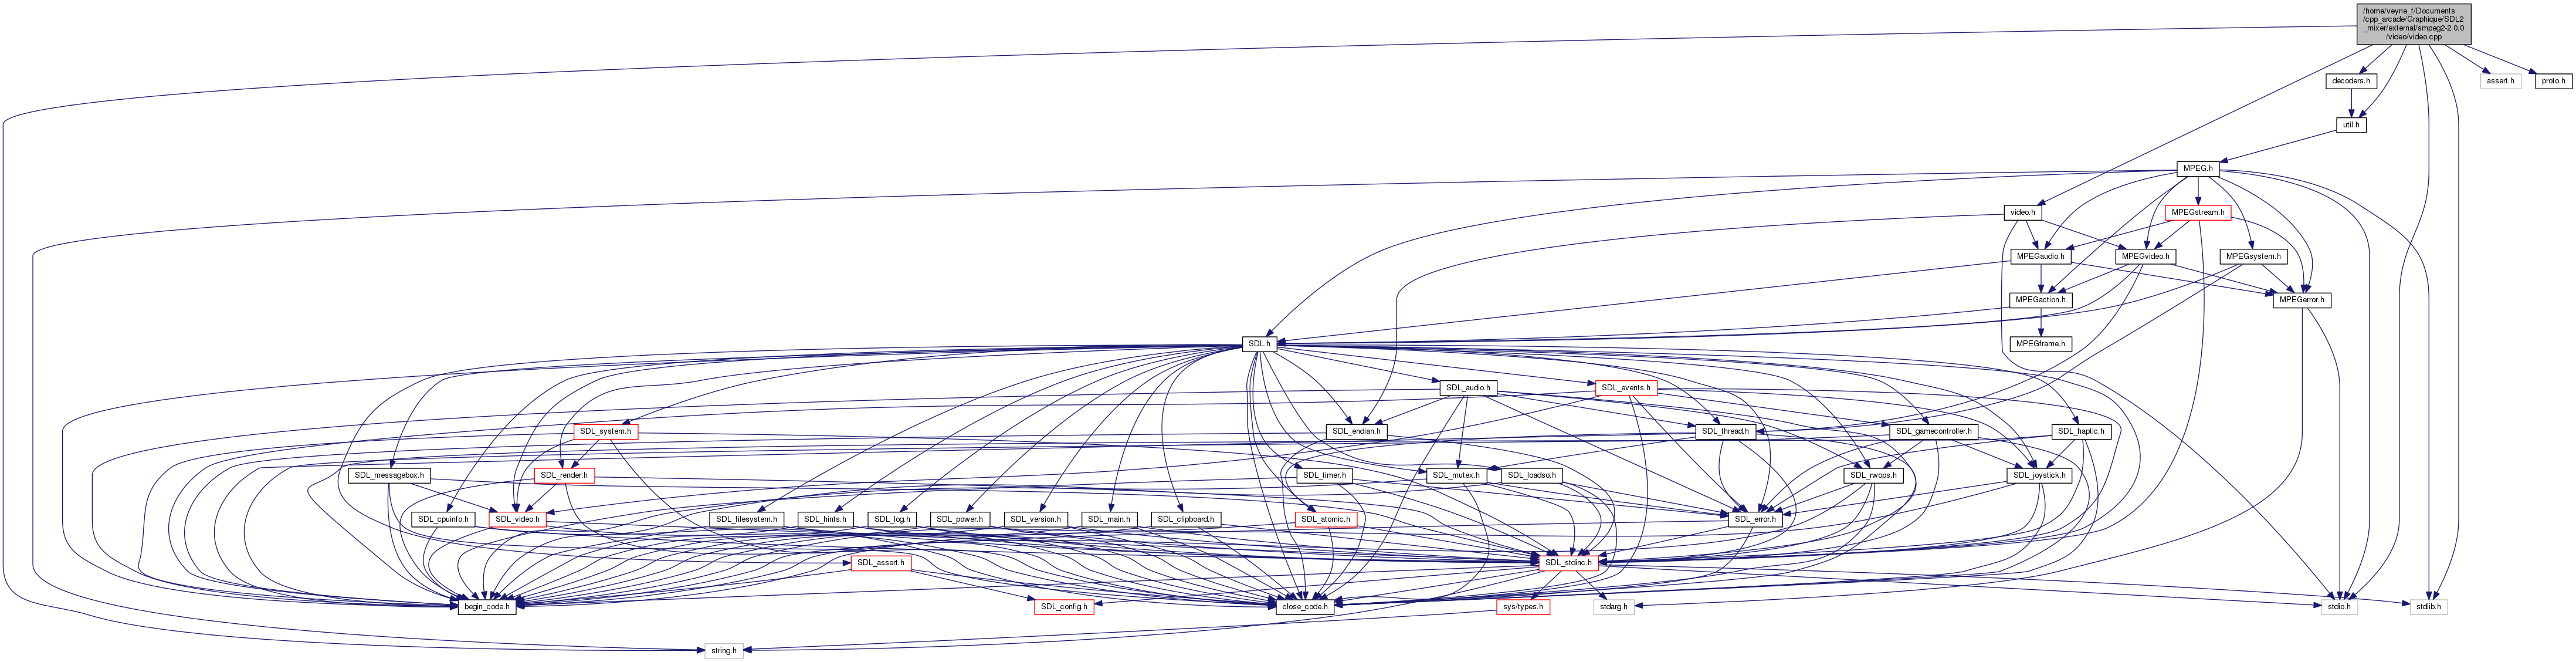 /home/veyrie_f/Documents
/cpp_arcade/Graphique/SDL2
_mixer/external/smpeg2-2.0.0
/video/video.cpp
decoders.h
assert.h
proto.h
util.h
MPEG.h
video.h
MPEGstream.h
MPEGaudio.h
MPEGvideo.h
MPEGsystem.h
MPEGaction.h
MPEGerror.h
SDL.h
MPEGframe.h
SDL_audio.h
SDL_events.h
SDL_system.h
SDL_endian.h
SDL_thread.h
SDL_gamecontroller.h
SDL_haptic.h
SDL_messagebox.h
SDL_render.h
SDL_timer.h
SDL_mutex.h
SDL_loadso.h
SDL_rwops.h
SDL_joystick.h
SDL_cpuinfo.h
SDL_video.h
SDL_filesystem.h
SDL_hints.h
SDL_log.h
SDL_power.h
SDL_version.h
SDL_main.h
SDL_clipboard.h
SDL_atomic.h
SDL_error.h
SDL_assert.h
SDL_stdinc.h
begin_code.h
SDL_config.h
close_code.h
sys/types.h
stdarg.h
stdio.h
stdlib.h
string.h